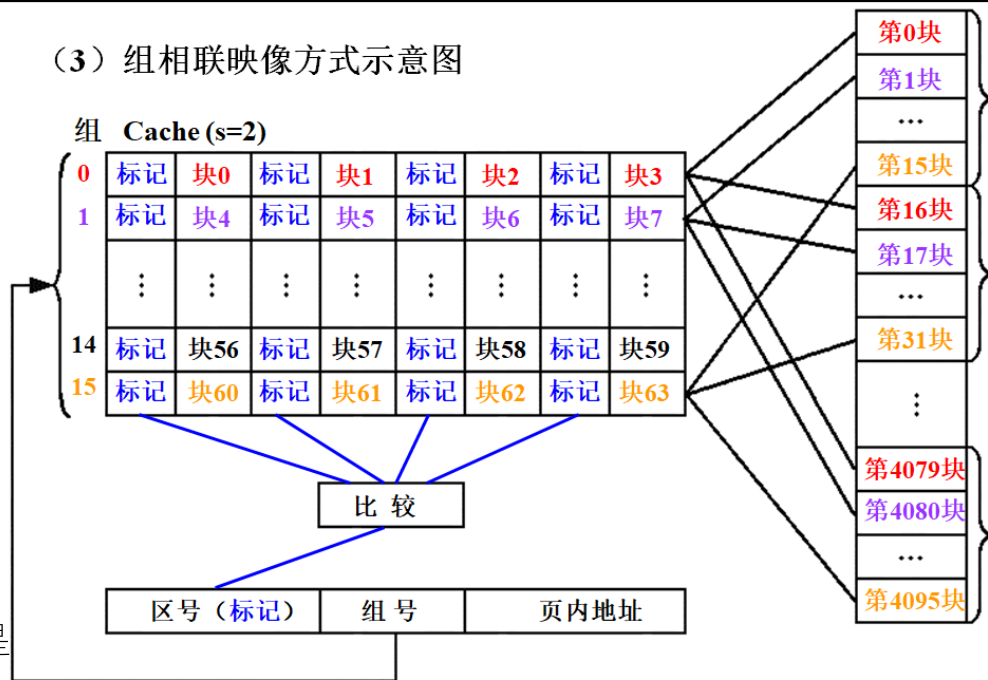 (3)组相联映像方式示意图
组 Cache (s=2)
0 标记 块0 标记 块1 标记 块2 标记 块3
1 标记 块4 标记 块5 标记 块6 标记 块7
⋮ ⋮ ⋮ ⋮ ⋮ ⋮ ⋮ ⋮
14 标记 块56 标记 块57 标记 块58 标记 块59
15 标记 块60 标记 块61 标记 块62 标记 块63
比 较
区号(标记) 组 号 页内地址
第0块
第1块
…
第15块
第16块
第17块
…
第31块
⋮
第4079块
第4080块
…
第4095块